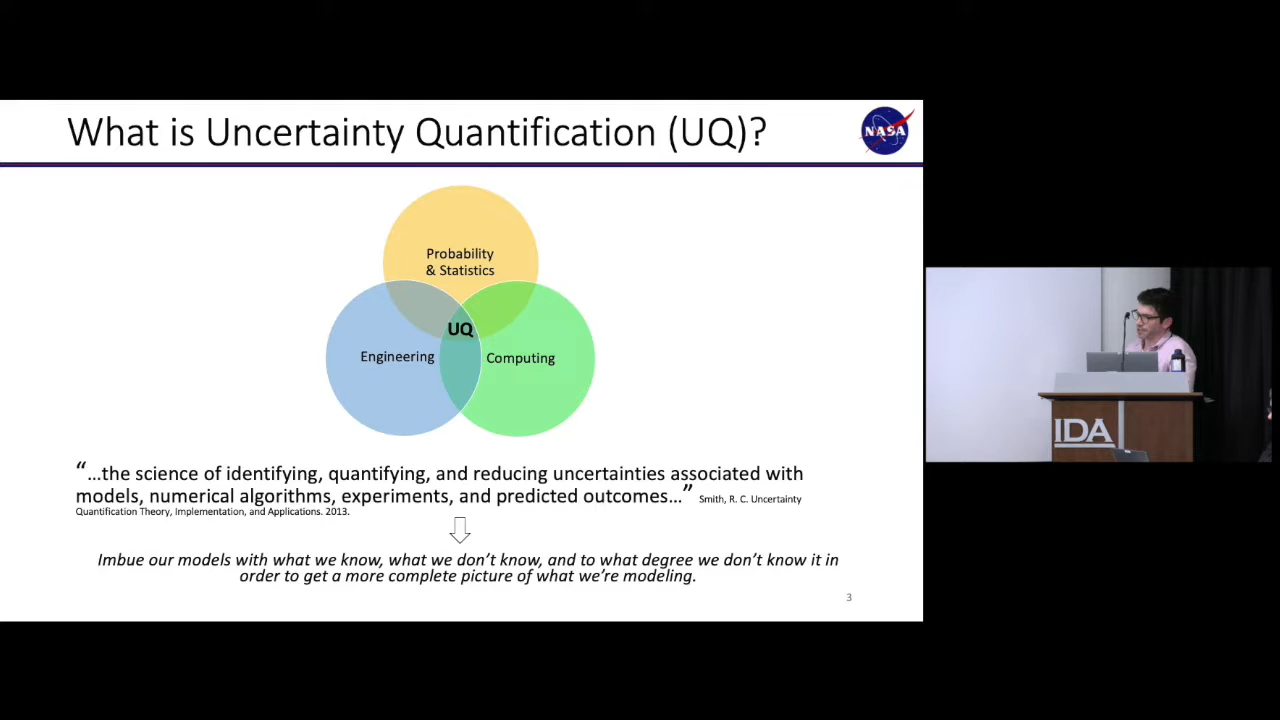 What is Uncertainty Quantification (UQ)?
NASA
Probability
& Statistics
UQ
Engineering
Computing
“…the science of identifying, quantifying, and reducing uncertainties associated with
models, numerical algorithms, experiments, and predicted outcomes…” Smith, R. C. Uncertainty
Quantification Theory, Implementation, and Applications. 2013.
Imbue our models with what we know, what we don’t know, and to what degree we don’t know it in
order to get a more complete picture of what we’re modeling.
3
IDA